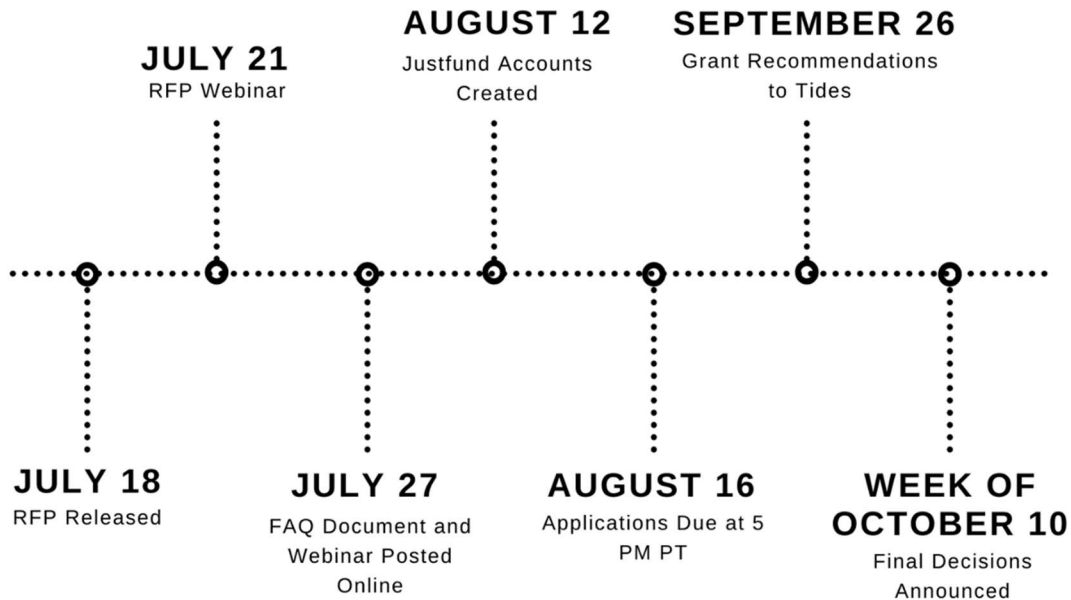 JULY 18
RFP Released
JULY 21
RFP Webinar
JULY 27
FAQ Document and
Webinar Posted
Online
AUGUST 12
Justfund Accounts
Created
AUGUST 16
Applications Due at 5
PM PT
SEPTEMBER 26
Grant Recommendations
to Tides
WEEK OF
OCTOBER 10
Final Decisions
Announced